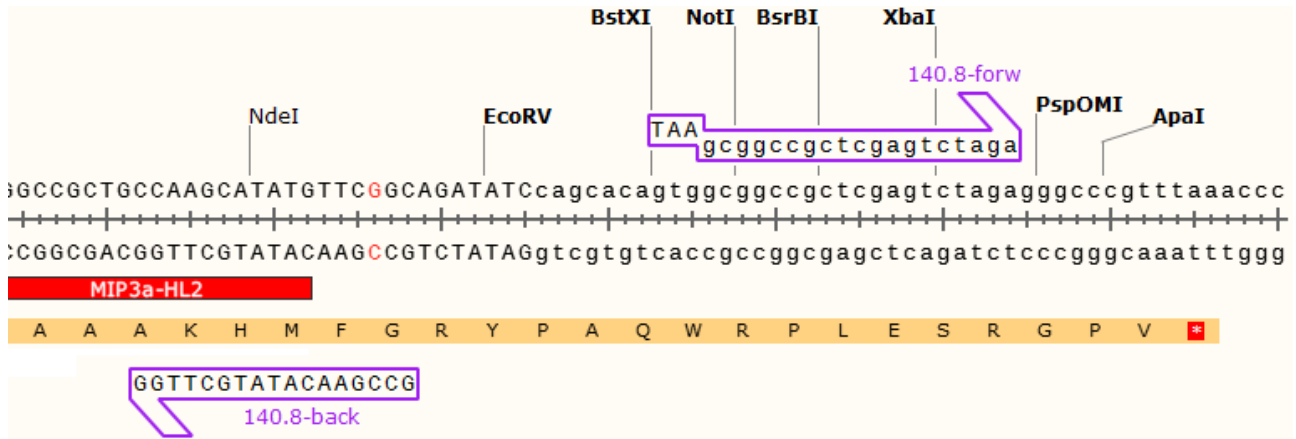 BstXI NotI BsrBI XbaI
140.8-forw
NdeI EcoRV PspOMI ApaI
TAA
gcggccgctcgagtctaga
GGCCGCTGCCAAGCATATGTTCGGCAGATATCcagcacagtggcggccgctcgagtctagagggcccgtttaaaccc
CCGGCGACGGTTCGTATACAAGCCGTCTATAGgtcgtgtcaccgccggcgagctcagatctcccgggcaaatttggg
MIP3a-HL2
A A A K H M F G R Y P A Q W R P L E S R G P V *
GGTTCGTATACAAGCCG
140.8-back